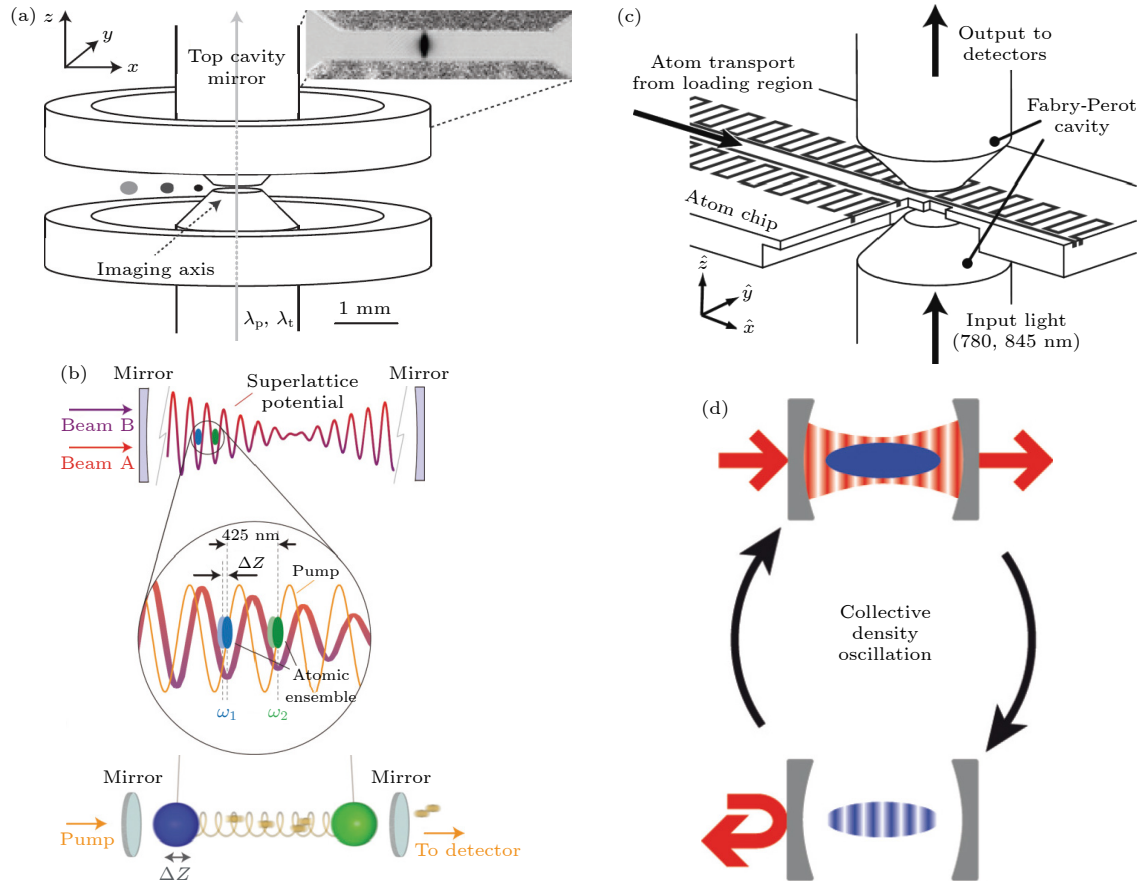 (a)
z
y
x
Top cavity
mirror
Imaging axis
λp, λt
1 mm
(c)
Output to
detectors
Atom transport
from loading region
Fabry-Perot
cavity
Atom chip
ẑ
ŷ
x̂
Input light
(780, 845 nm)
(b)
Mirror
Mirror
Superlattice
potential
Beam B
Beam A
425 nm
ΔZ
Pump
Atomic
ensemble
ω1
ω2
Mirror
Mirror
Pump
To detector
ΔZ
(d)
Collective
density
oscillation